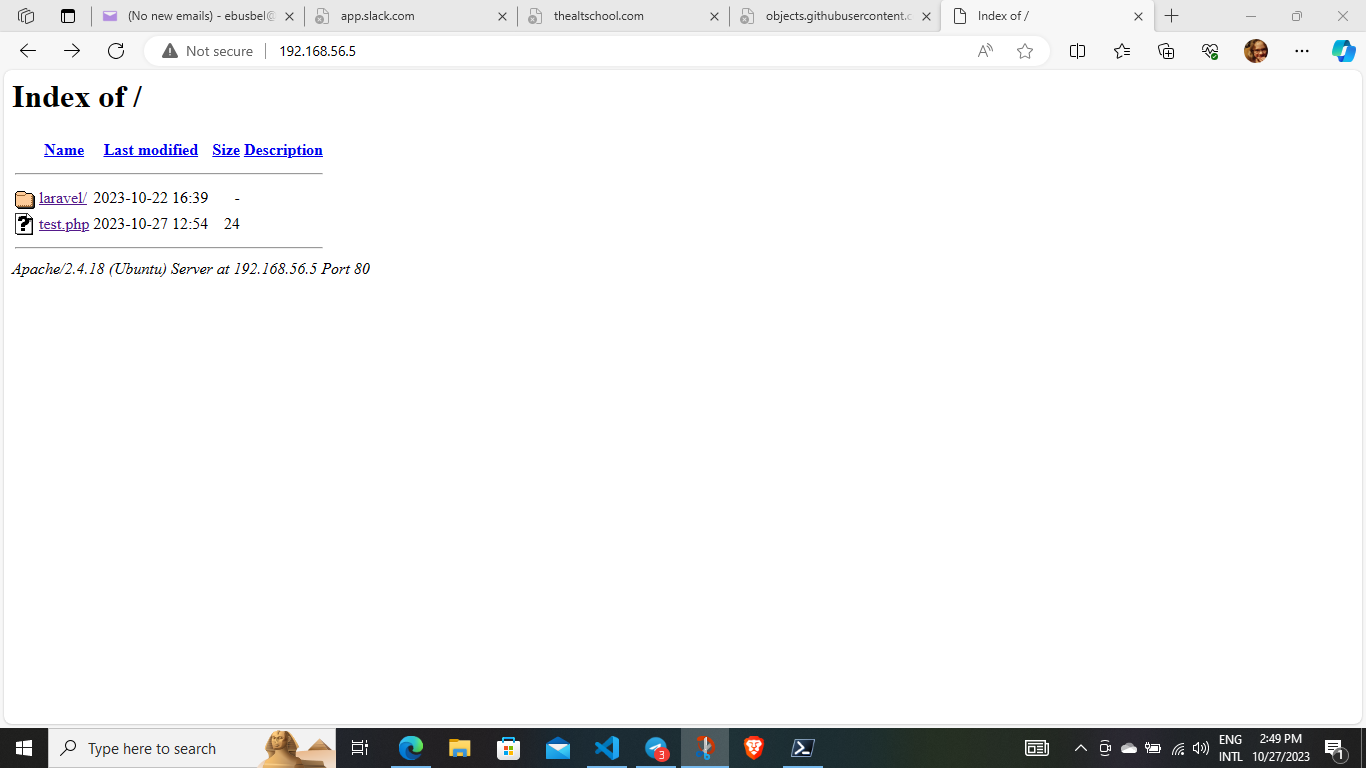 (No new emails) - ebusbel@
app.slack.com
thealtschool.com
objects.githubusercontent.c
Index of /
Not secure
192.168.56.5
Index of /
Name Last modified Size Description
laravel/ 2023-10-22 16:39 -
test.php 2023-10-27 12:54 24
Apache/2.4.18 (Ubuntu) Server at 192.168.56.5 Port 80
Type here to search
3
ENG
INTL
2:49 PM
10/27/2023
1